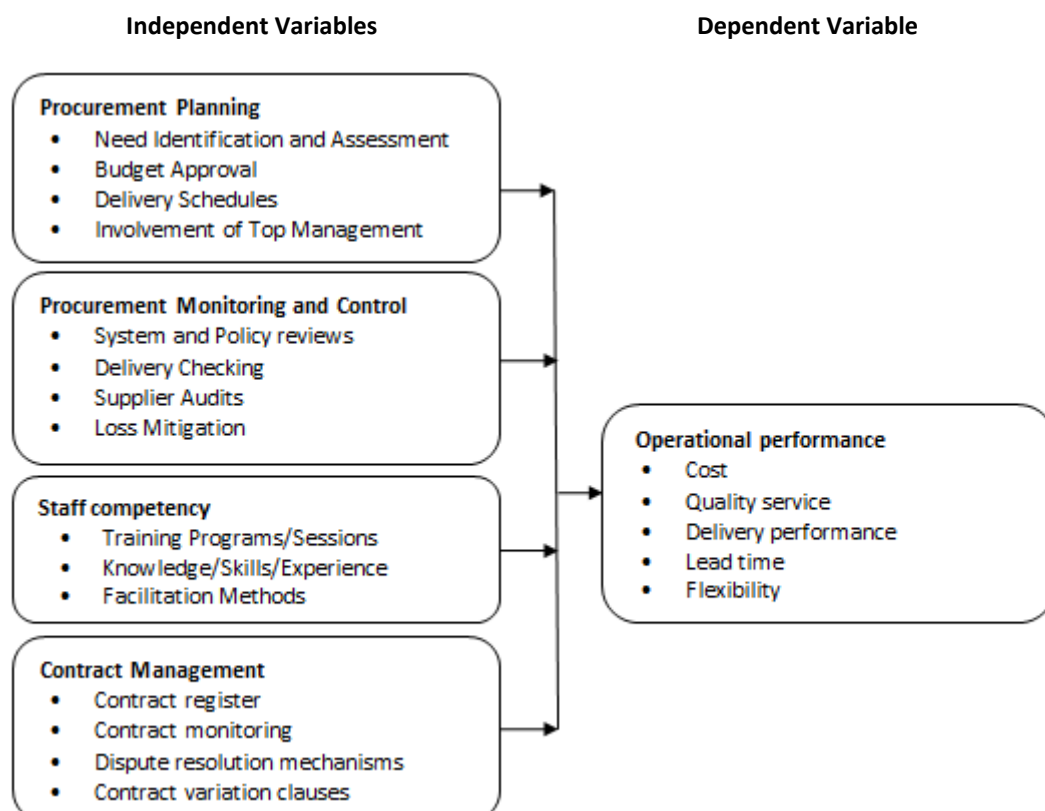 Independent Variables
Dependent Variable
Procurement Planning
• Need Identification and Assessment
• Budget Approval
• Delivery Schedules
• Involvement of Top Management
Procurement Monitoring and Control
• System and Policy reviews
• Delivery Checking
• Supplier Audits
• Loss Mitigation
Staff competency
• Training Programs/Sessions
• Knowledge/Skills/Experience
• Facilitation Methods
Contract Management
• Contract register
• Contract monitoring
• Dispute resolution mechanisms
• Contract variation clauses
Operational performance
• Cost
• Quality service
• Delivery performance
• Lead time
• Flexibility